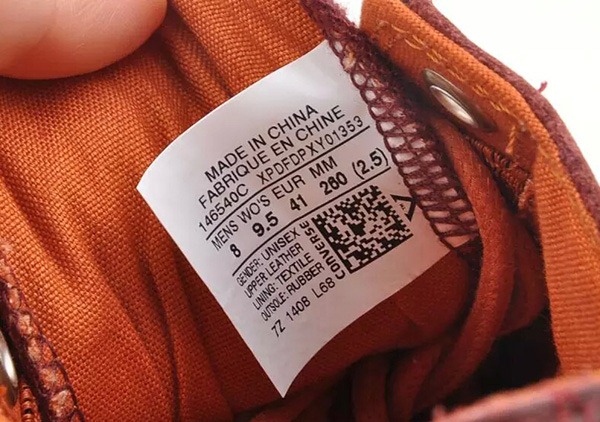 MADE IN CHINA
FABRIQUE EN CHINE
146540C XPDFDPXY01353
MENS WO'S EUR MM
8 9.5 41 260 (2.5)
GENDER: UNISEX
UPPER LEATHER
LINING: TEXTILE
OUTSOLE: RUBBER
7Z 1408 L68
CONVERSE